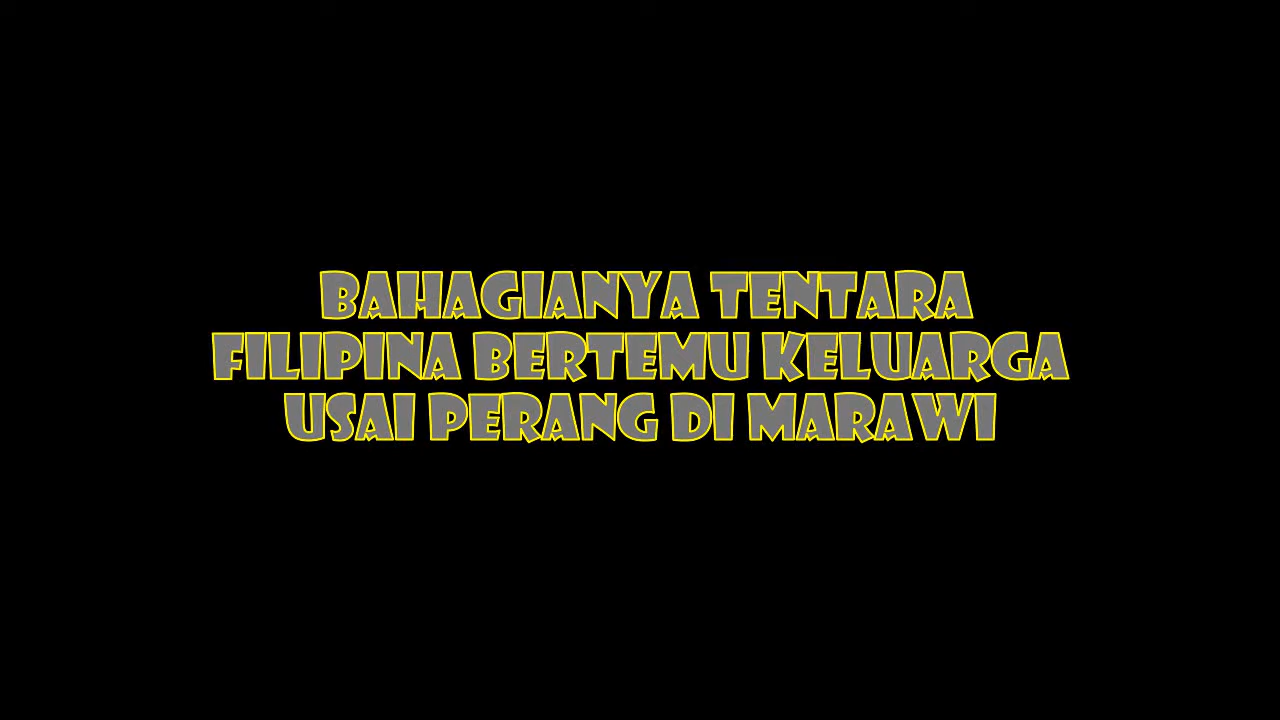 BAHAGIANYA TENTARA
FILIPINA BERTEMU KELUARGA
USAI PERANG DI MARAWI